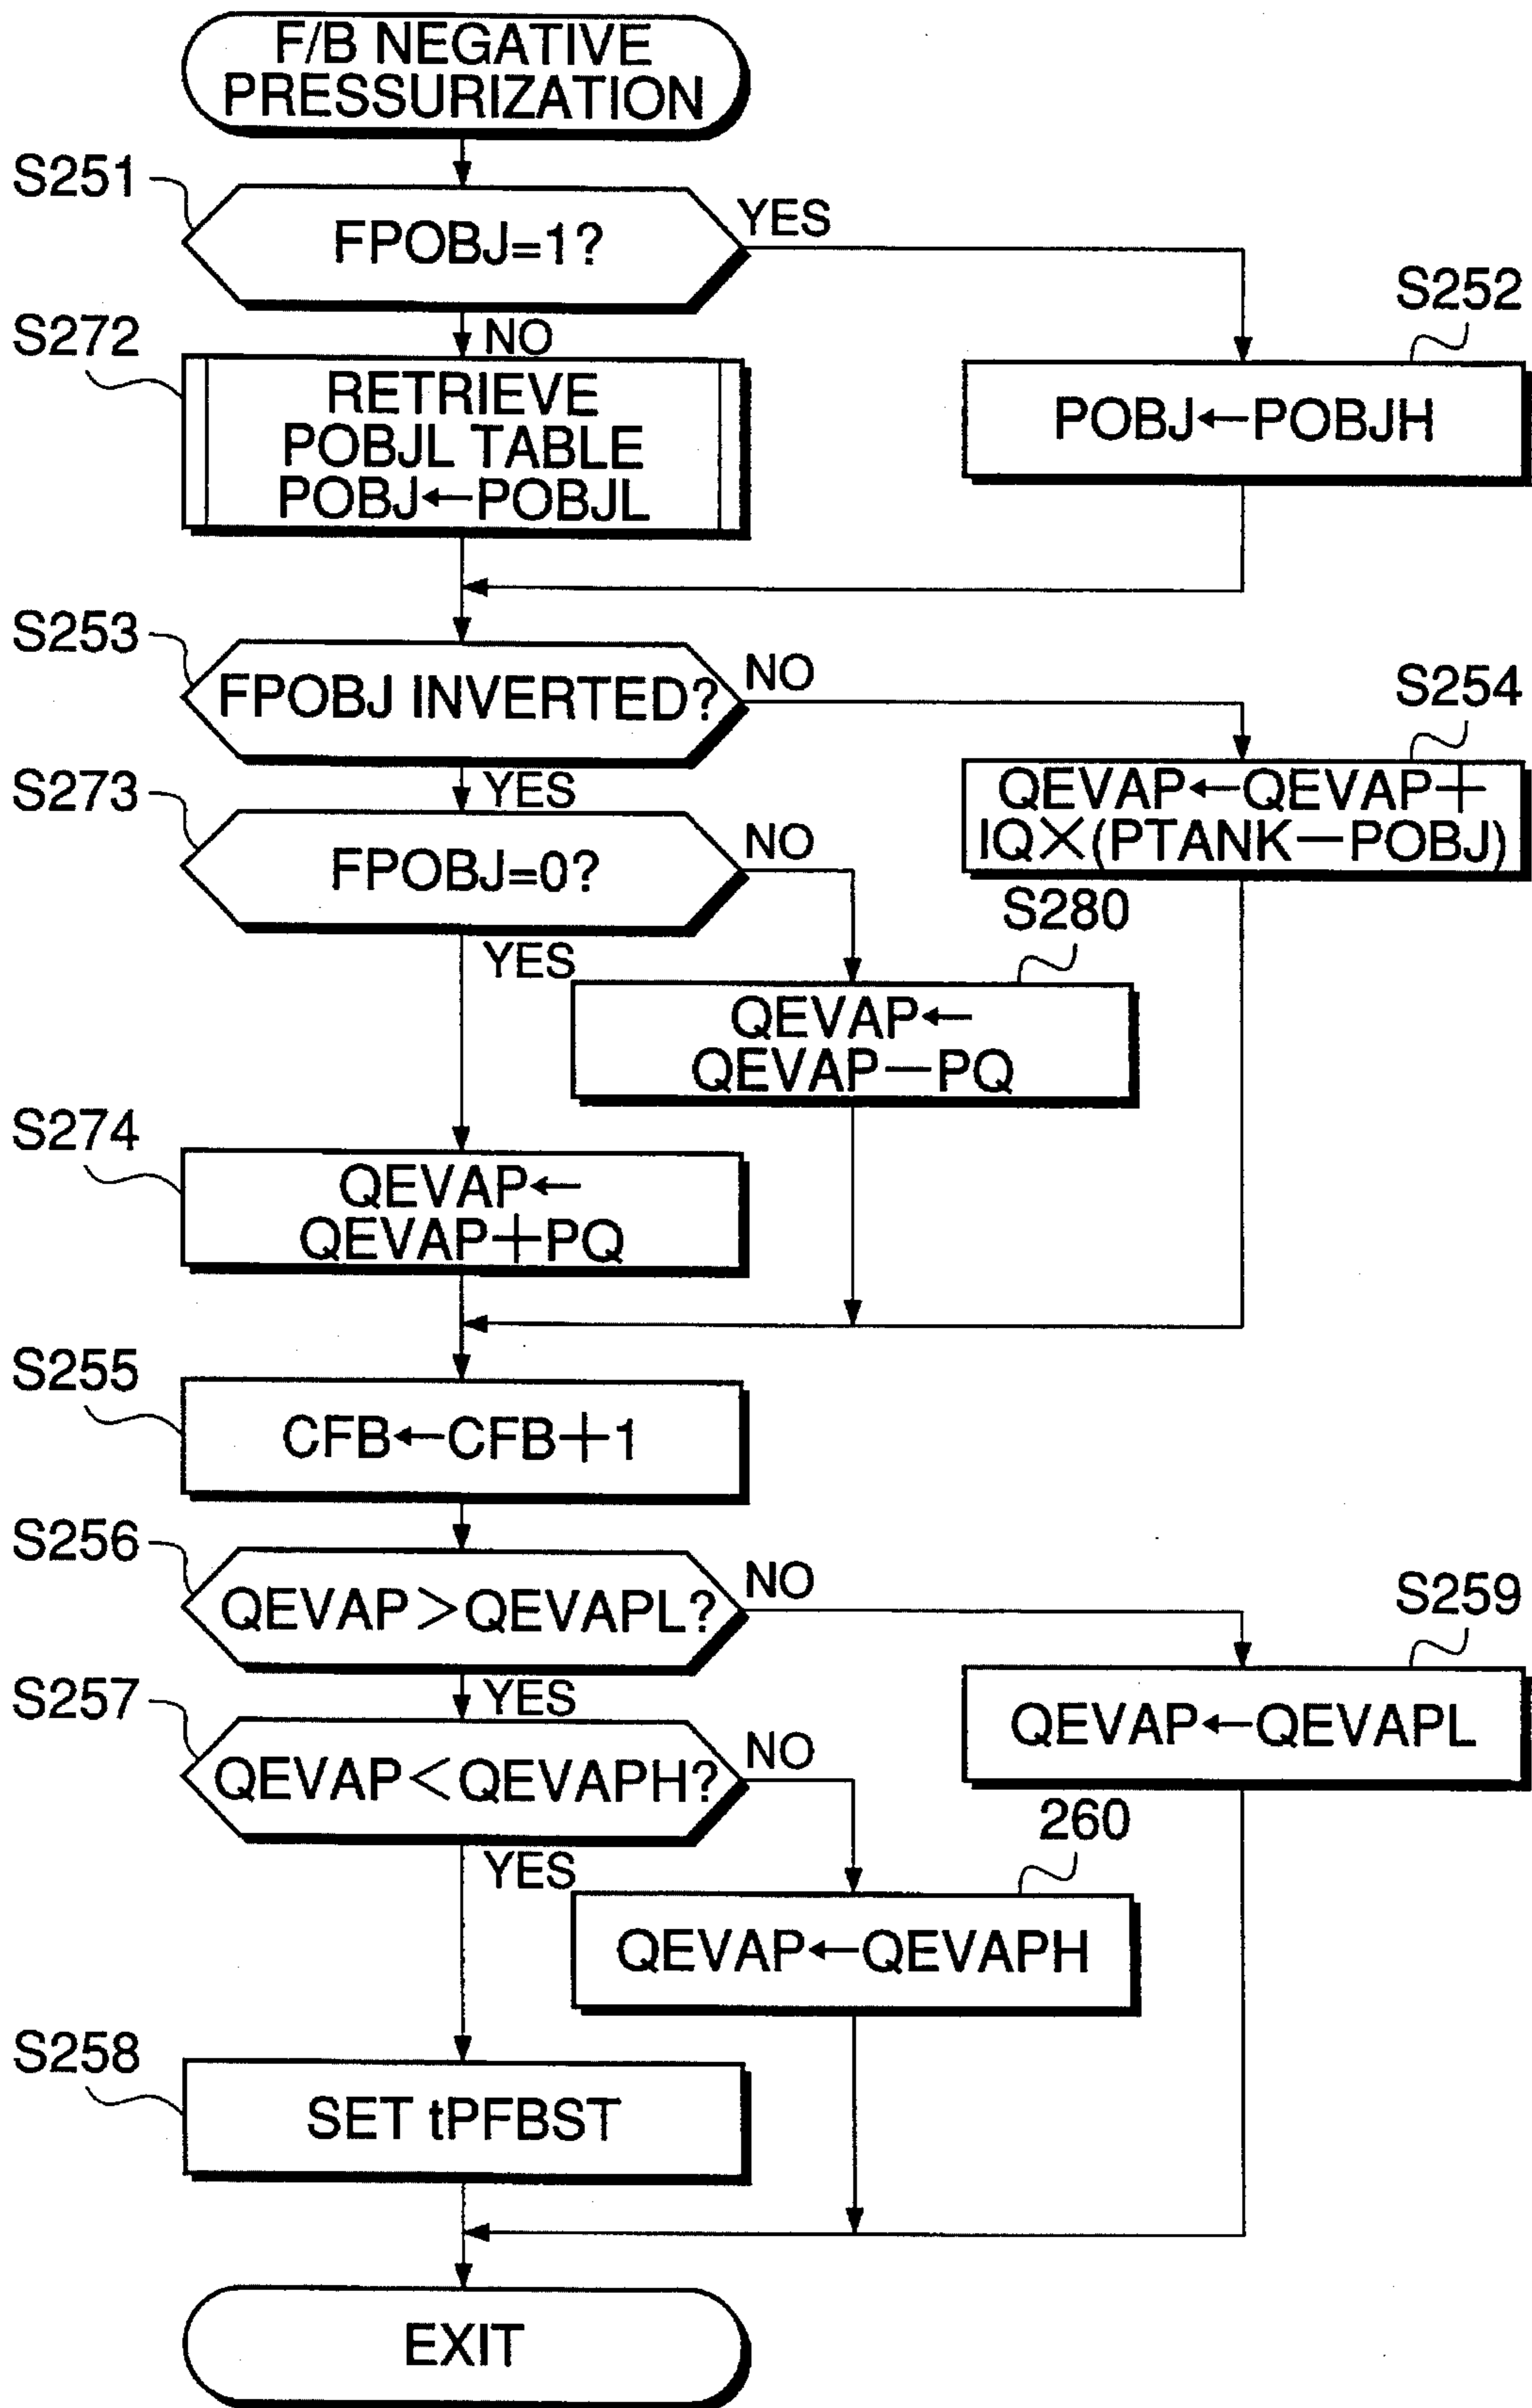 F/B NEGATIVE
PRESSURIZATION
S251
FPOBJ=1?
YES
S252
POBJ←POBJH
NO
S272
RETRIEVE
POBJL TABLE
POBJ←POBJL
S253
FPOBJ INVERTED?
NO
S254
QEVAP←QEVAP+
IQ×(PTANK−POBJ)
YES
S273
FPOBJ=0?
NO
S280
QEVAP←
QEVAP−PQ
YES
S274
QEVAP←
QEVAP+PQ
S255
CFB←CFB+1
S256
QEVAP>QEVAPL?
NO
S259
QEVAP←QEVAPL
YES
S257
QEVAP<QEVAPH?
NO
260
QEVAP←QEVAPH
YES
S258
SET tPFBST
EXIT